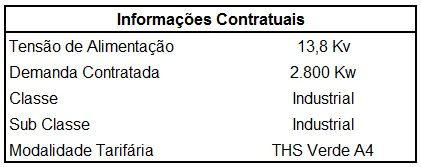 Informações Contratuais
Tensão de Alimentação 13,8 Kv
Demanda Contratada 2.800 Kw
Classe Industrial
Sub Classe Industrial
Modalidade Tarifária THS Verde A4